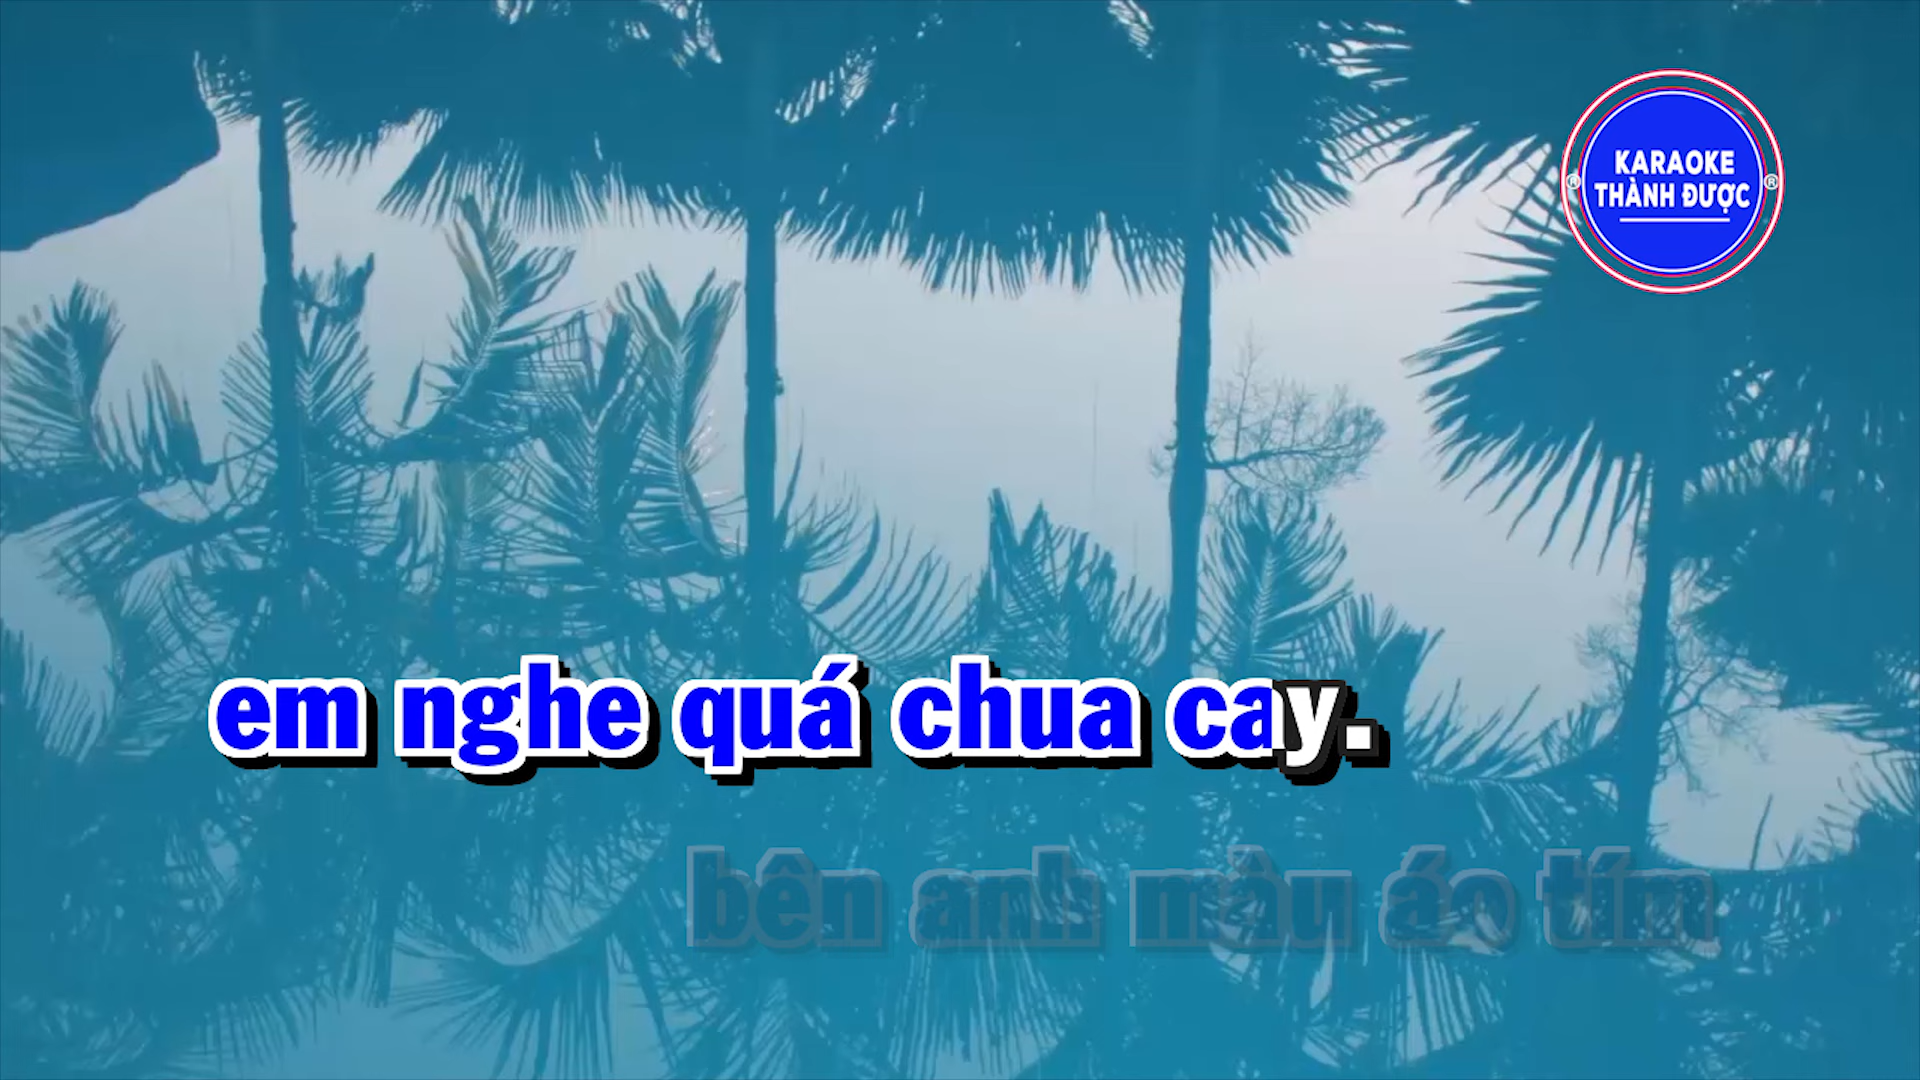 KARAOKE
THÀNH ĐƯỢC
® ®
em nghe quá chua cay.
bên anh màu áo tím